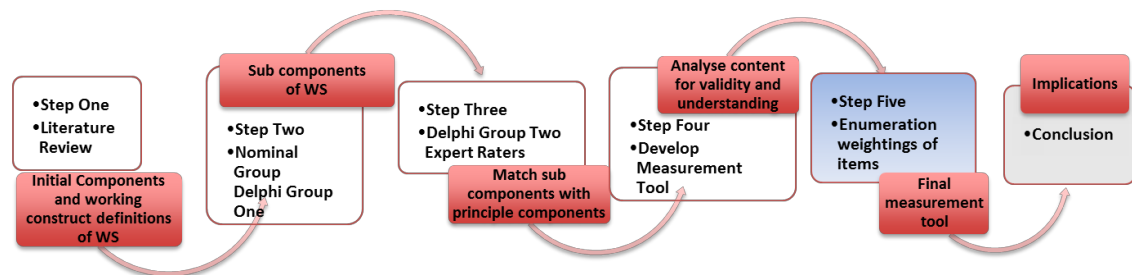 •Step One
•Literature
Review
Initial Components
and working
construct definitions
of WS
Sub components
of WS
•Step Two
•Nominal
Group
Delphi Group
One
•Step Three
•Delphi Group Two
Expert Raters
Match sub
components with
principle components
Analyse content
for validity and
understanding
•Step Four
•Develop
Measurement
Tool
•Step Five
•Enumeration
weightings of
items
Final
measurement
tool
Implications
•Conclusion